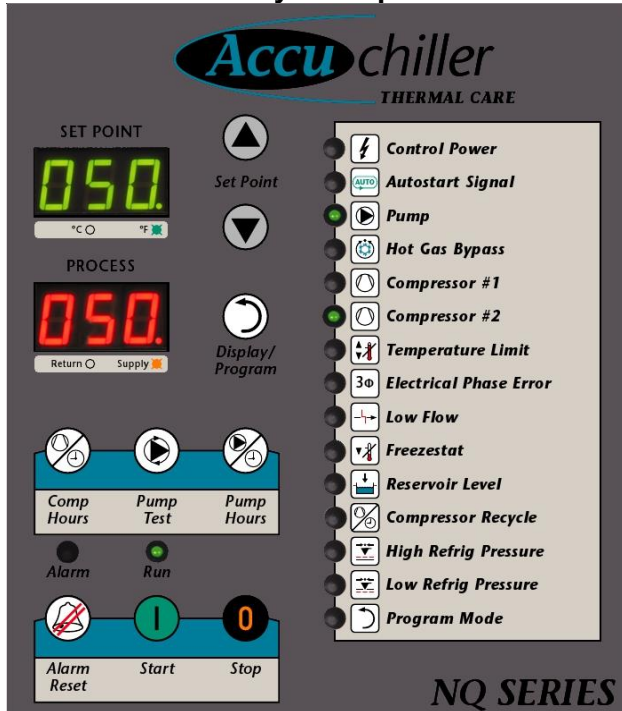 Accu chiller
THERMAL CARE
SET POINT
050.
°C °F
Set Point
PROCESS
050.
Return Supply
Display/
Program
Comp
Hours
Pump
Test
Pump
Hours
Alarm
Run
I
0
Alarm
Reset
Start
Stop
Control Power
AUTO Autostart Signal
Pump
Hot Gas Bypass
Compressor #1
Compressor #2
Temperature Limit
3Φ Electrical Phase Error
Low Flow
Freezestat
Reservoir Level
Compressor Recycle
High Refrig Pressure
Low Refrig Pressure
Program Mode
NQ SERIES